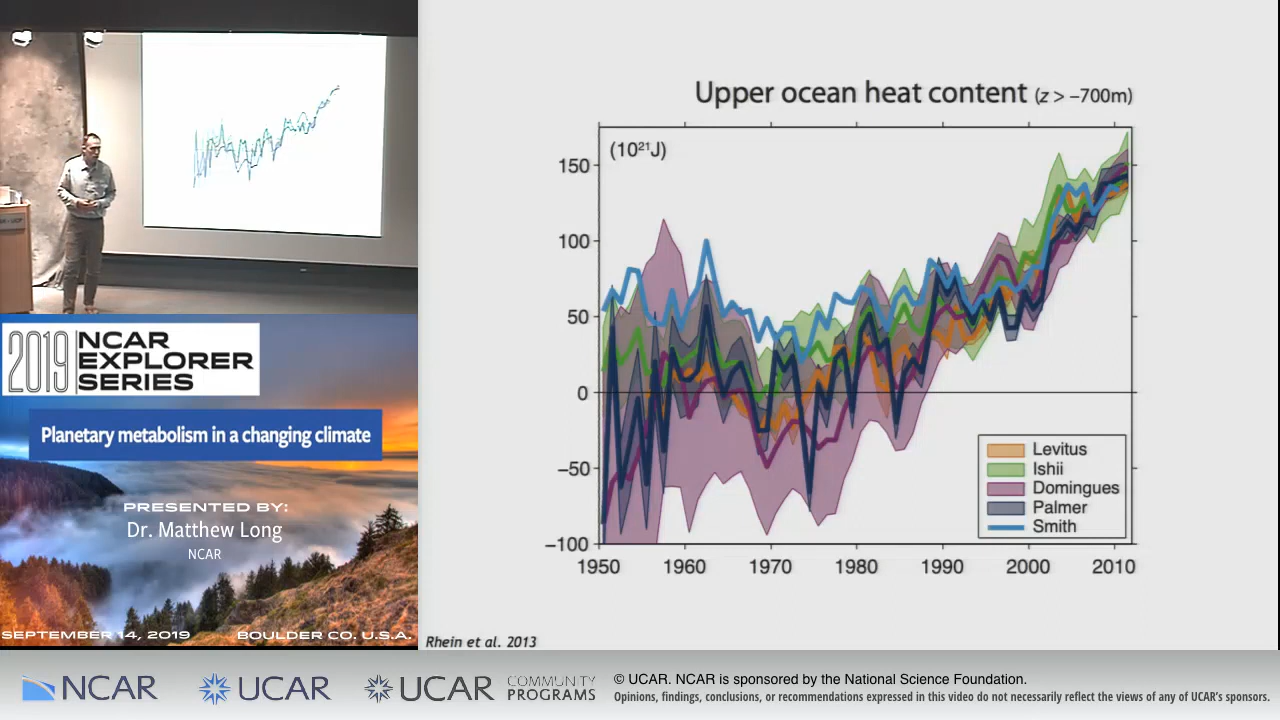 2019
NCAR
EXPLORER
SERIES
Planetary metabolism in a changing climate
PRESENTED BY:
Dr. Matthew Long
NCAR
SEPTEMBER 14, 2019
BOULDER CO. U.S.A.
Upper ocean heat content (z > –700m)
(10²¹J)
150
100
50
0
−50
−100
1950
1960
1970
1980
1990
2000
2010
Levitus
Ishii
Domingues
Palmer
Smith
Rhein et al. 2013
NCAR
UCAR
UCAR
COMMUNITY
PROGRAMS
© UCAR. NCAR is sponsored by the National Science Foundation.
Opinions, findings, conclusions, or recommendations expressed in this video do not necessarily reflect the views of any of UCAR's sponsors.